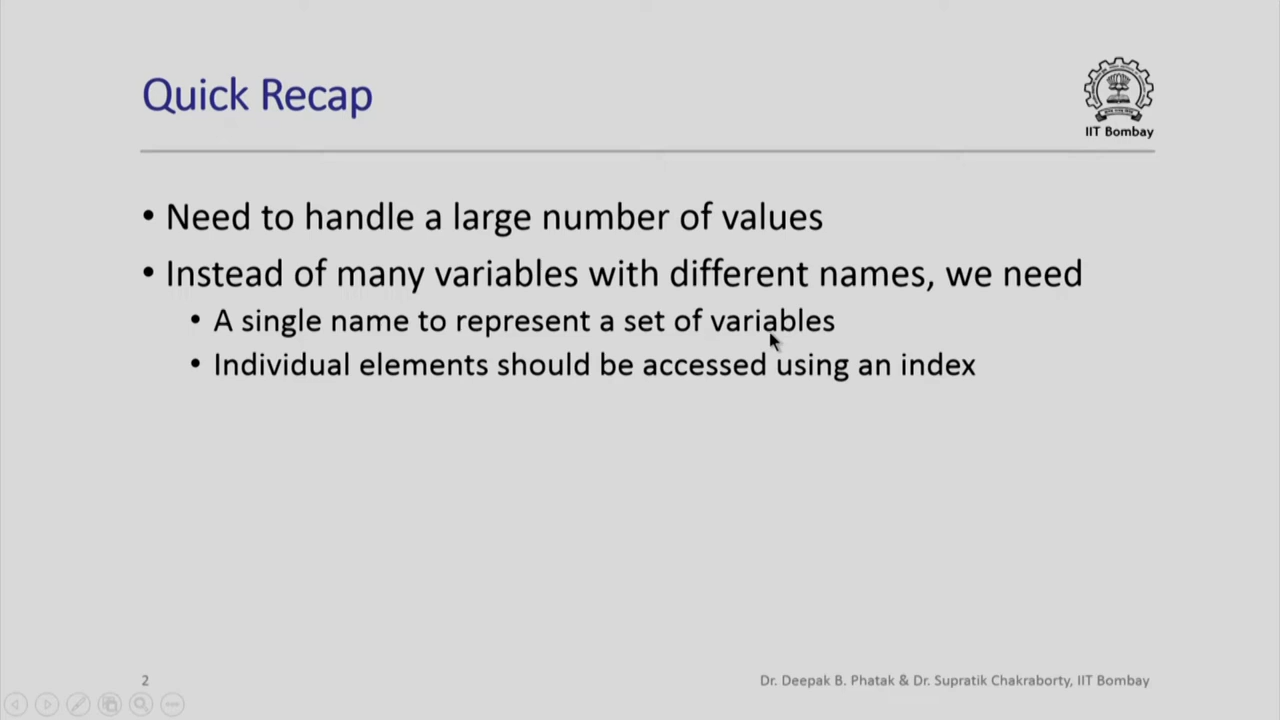 Quick Recap
IIT Bombay
• Need to handle a large number of values
• Instead of many variables with different names, we need
• A single name to represent a set of variables
• Individual elements should be accessed using an index
2
Dr. Deepak B. Phatak & Dr. Supratik Chakraborty, IIT Bombay